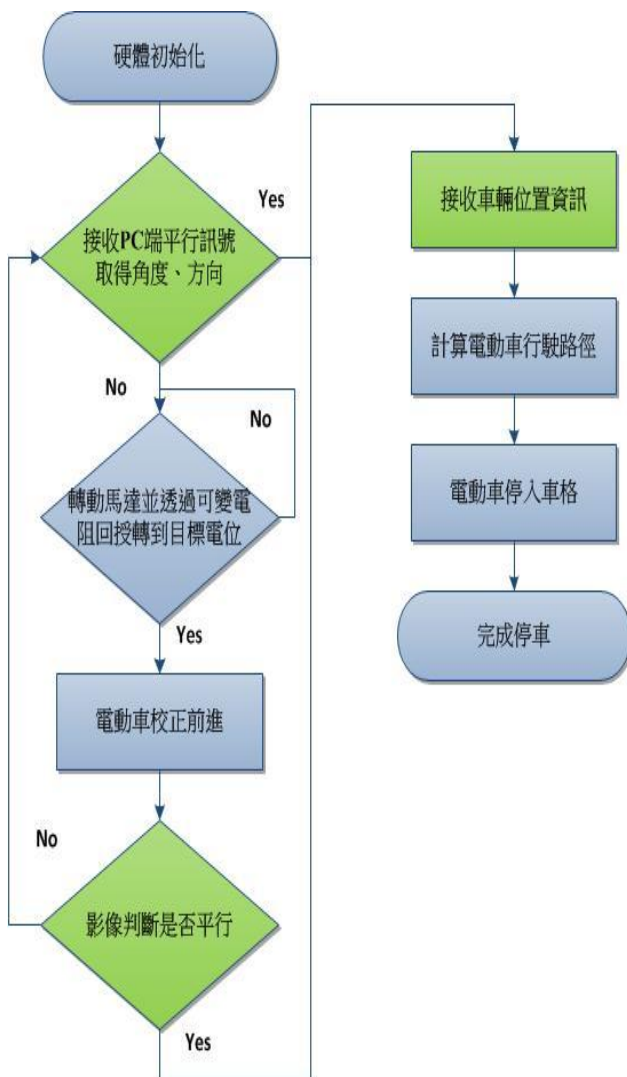 硬體初始化
接收PC端平行訊號
取得角度、方向
Yes
No
轉動馬達並透過可變電
阻回授轉到目標電位
No
Yes
電動車校正前進
影像判斷是否平行
No
Yes
接收車輛位置資訊
計算電動車行駛路徑
電動車停入車格
完成停車